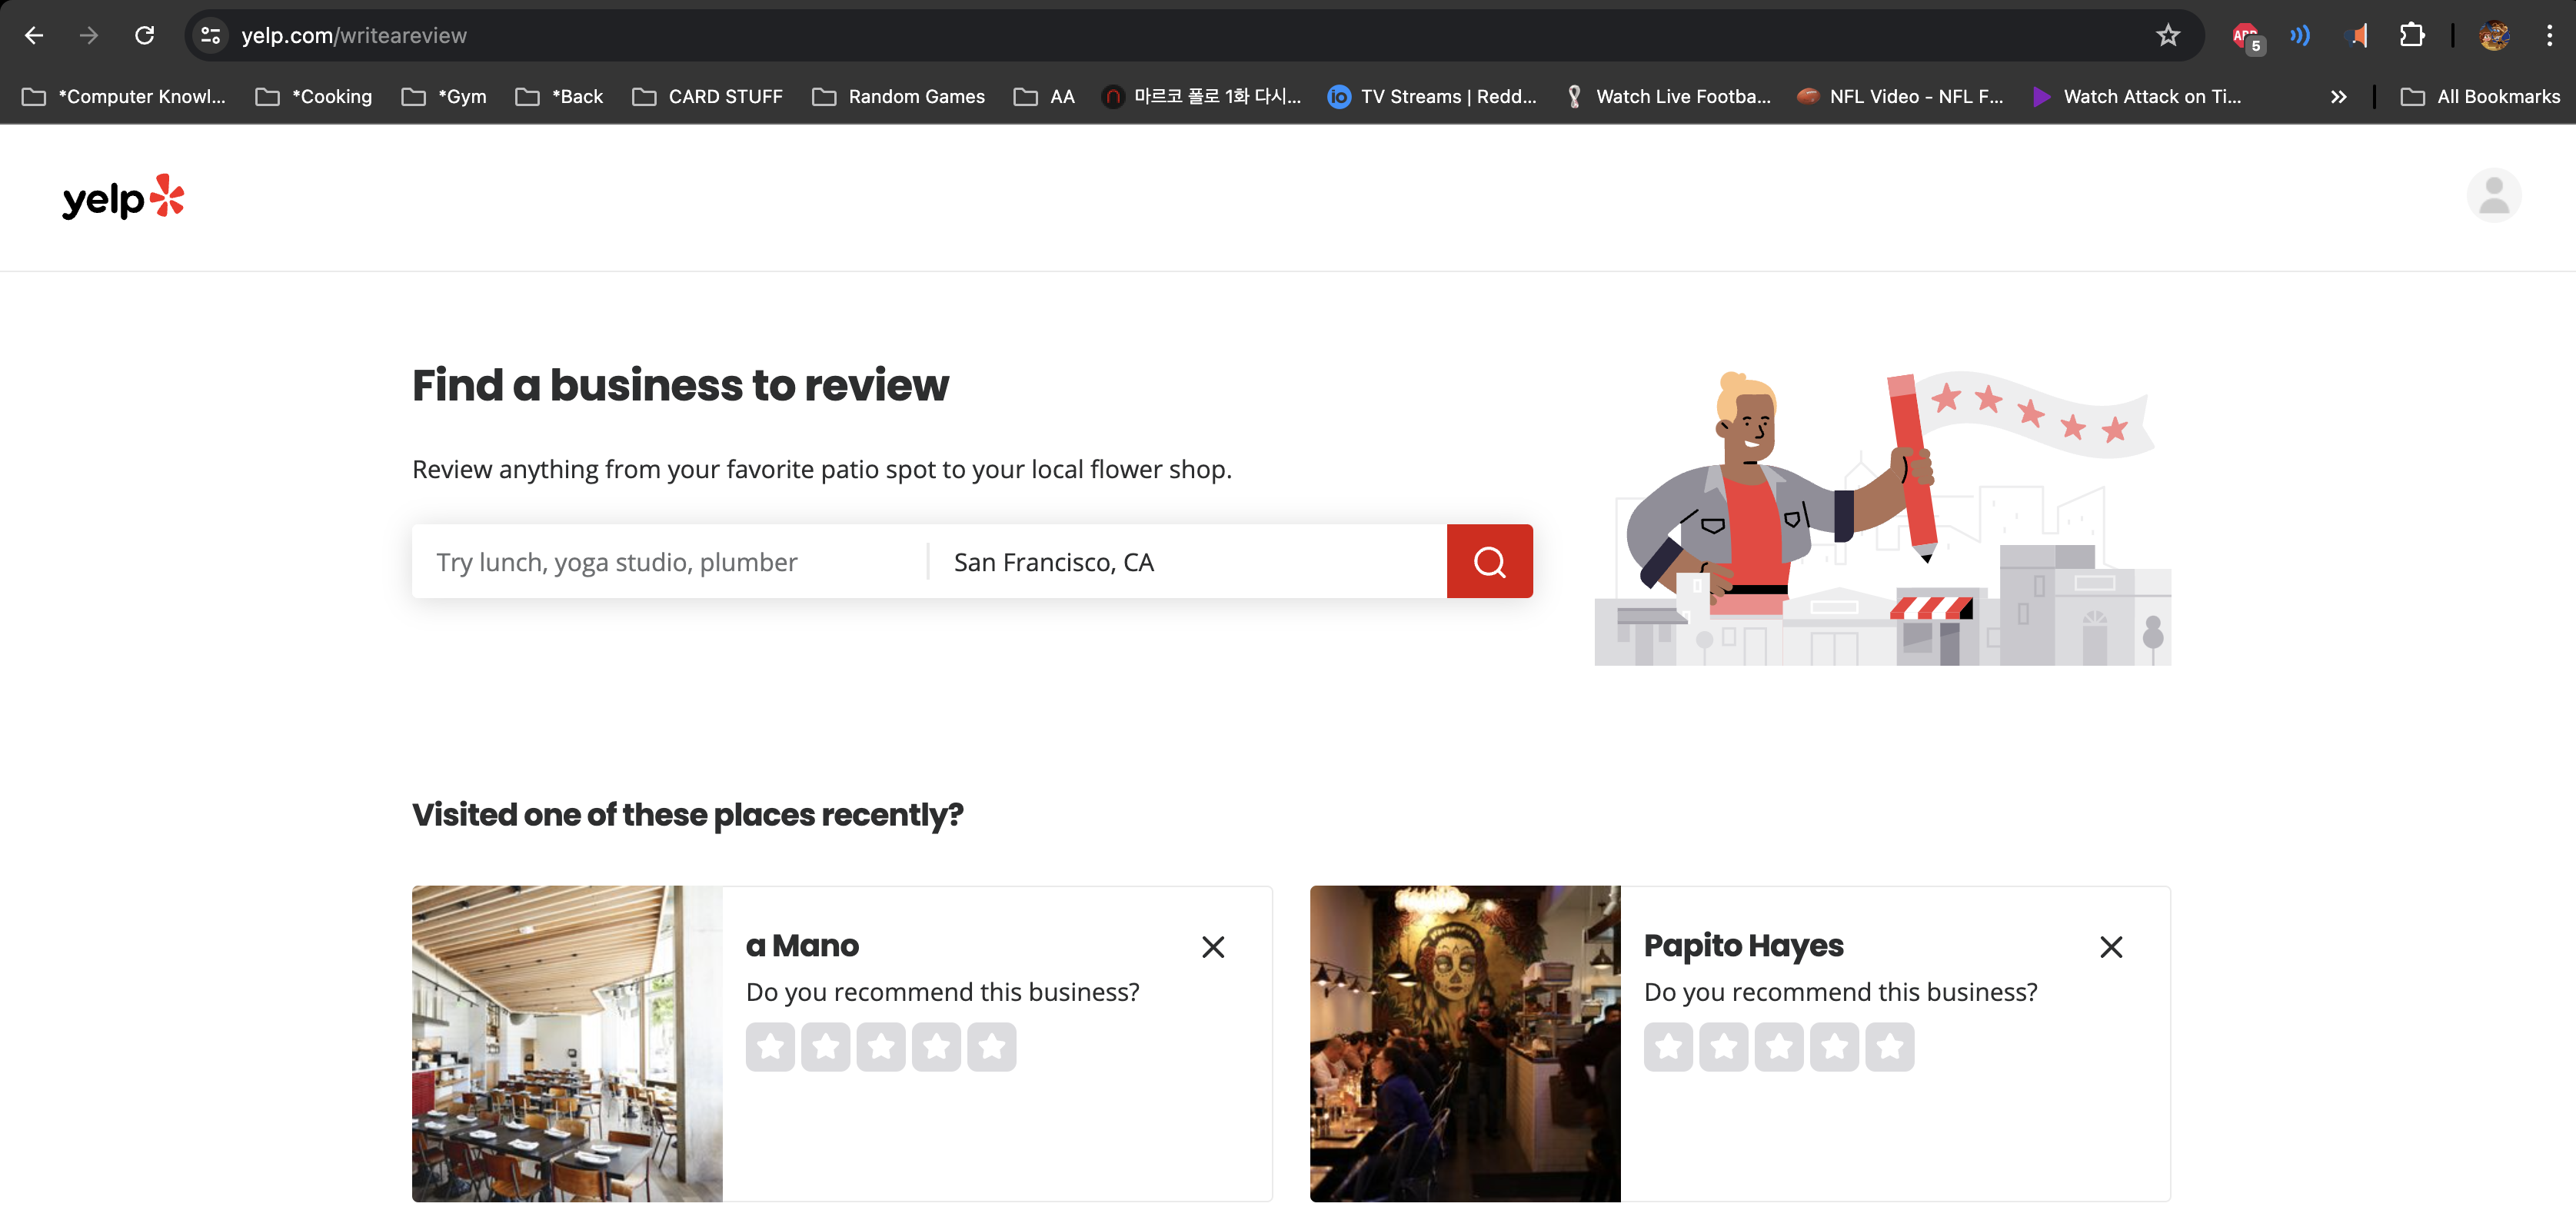 yelp.com/writeareview
5
*Computer Knowl...
*Cooking
*Gym
*Back
CARD STUFF
Random Games
AA
마르코 폴로 1화 다시...
TV Streams | Redd...
Watch Live Footba...
NFL Video - NFL F...
Watch Attack on Ti...
All Bookmarks
yelp
Find a business to review
Review anything from your favorite patio spot to your local flower shop.
Try lunch, yoga studio, plumber
San Francisco, CA
Visited one of these places recently?
a Mano
Do you recommend this business?
Papito Hayes
Do you recommend this business?